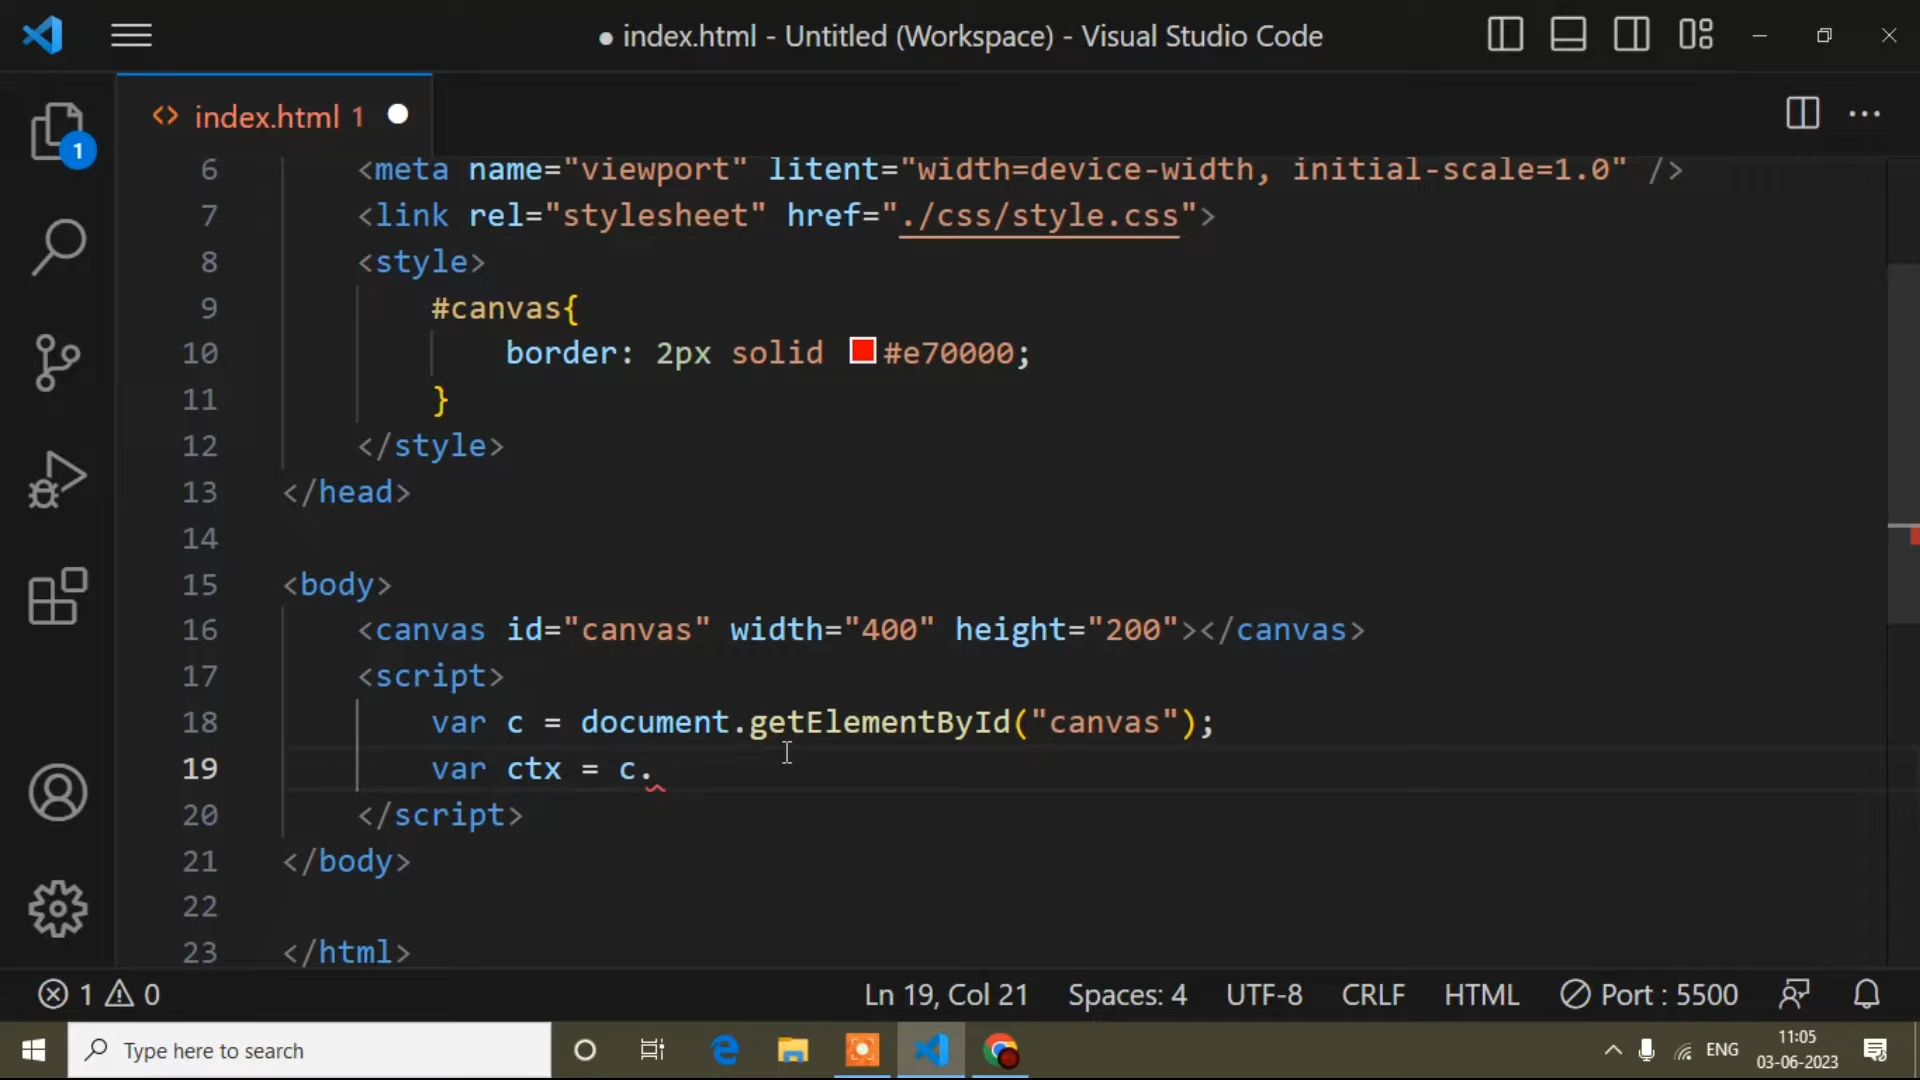 ● index.html - Untitled (Workspace) - Visual Studio Code
<> index.html 1 ●
1
6 <meta name="viewport" litent="width=device-width, initial-scale=1.0" />
7 <link rel="stylesheet" href="./css/style.css">
8 <style>
9 #canvas{
10 border: 2px solid #e70000;
11 }
12 </style>
13 </head>
14
15 <body>
16 <canvas id="canvas" width="400" height="200"></canvas>
17 <script>
18 var c = document.getElementById("canvas");
19 var ctx = c.
20 </script>
21 </body>
22
23 </html>
1 0 Ln 19, Col 21 Spaces: 4 UTF-8 CRLF HTML Port : 5500
Type here to search ENG 11:05
03-06-2023